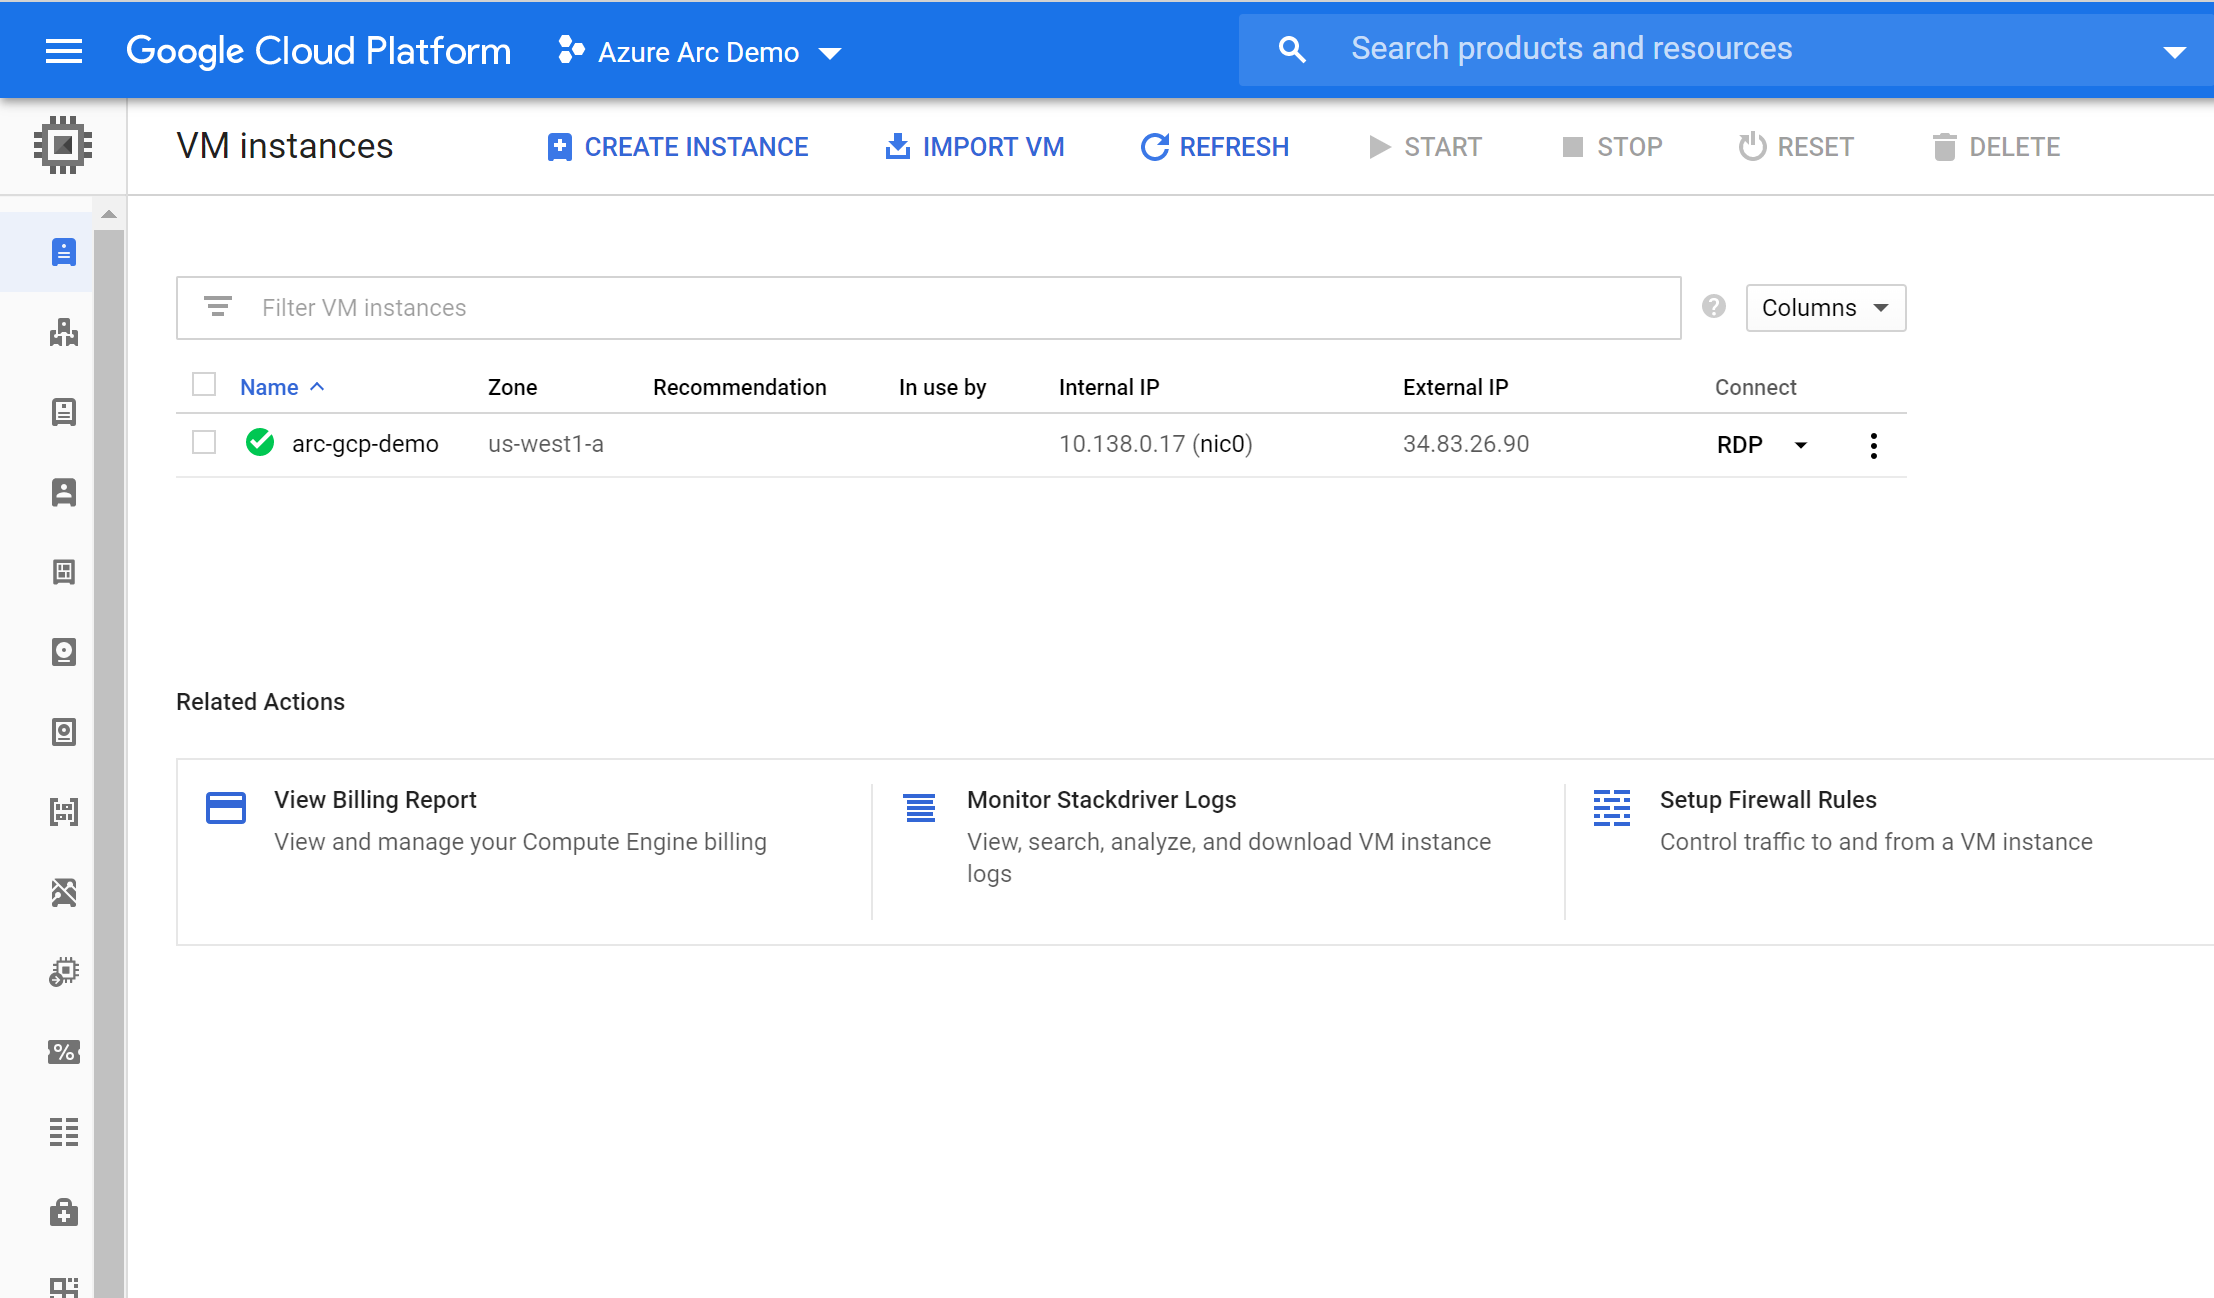 Google Cloud Platform Azure Arc Demo Search products and resources
VM instances CREATE INSTANCE IMPORT VM REFRESH START STOP RESET DELETE
Filter VM instances ? Columns
Name Zone Recommendation In use by Internal IP External IP Connect
arc-gcp-demo us-west1-a 10.138.0.17 (nic0) 34.83.26.90 RDP
Related Actions
View Billing Report
View and manage your Compute Engine billing
Monitor Stackdriver Logs
View, search, analyze, and download VM instance
logs
Setup Firewall Rules
Control traffic to and from a VM instance
%